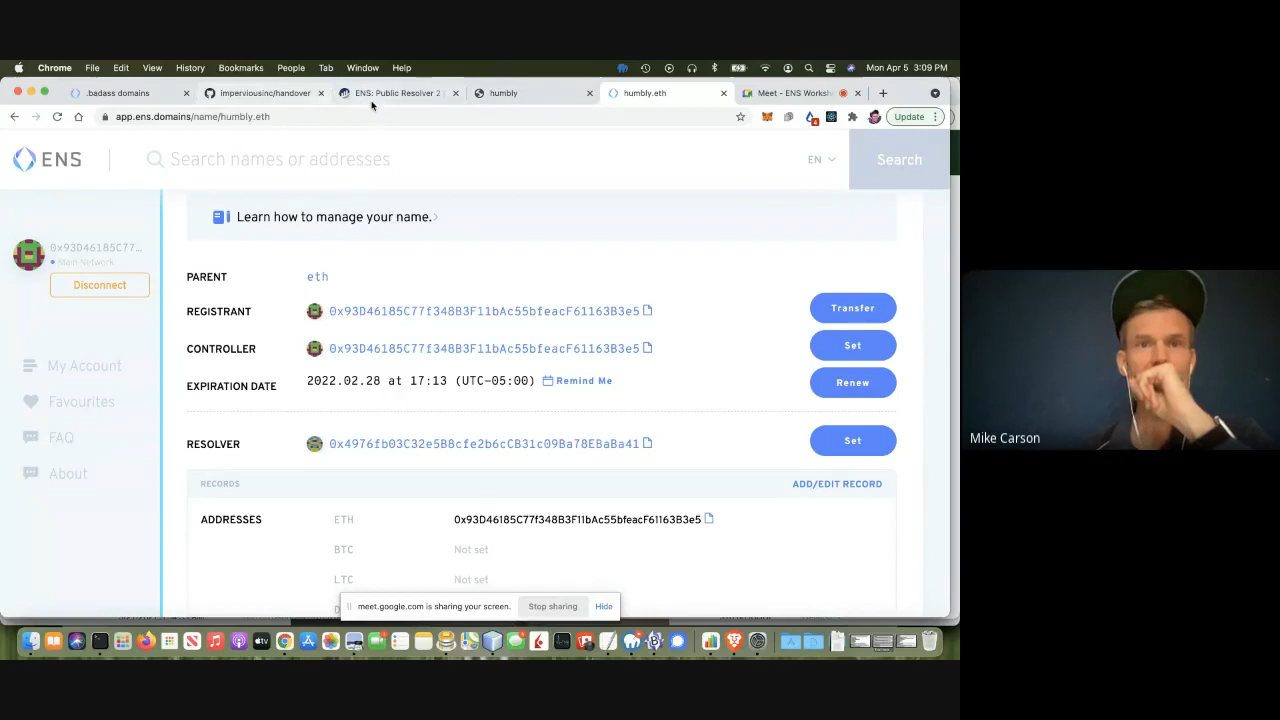 Chrome File Edit View History Bookmarks People Tab Window Help Mon Apr 5 3:09 PM
.badass domains imperviousinc/handover ENS: Public Resolver 2 humbly humbly.eth Meet - ENS Worksh
app.ens.domains/name/humbly.eth Update
ENS Search names or addresses EN Search
Learn how to manage your name.
0x93D46185C77...
Main Network
Disconnect
My Account
Favourites
FAQ
About
PARENT eth
REGISTRANT 0x93D46185C77f348B3F11bAc55bfeacF61163B3e5 Transfer
CONTROLLER 0x93D46185C77f348B3F11bAc55bfeacF61163B3e5 Set
EXPIRATION DATE 2022.02.28 at 17:13 (UTC-05:00) Remind Me Renew
RESOLVER 0x4976fb03C32e5B8cfe2b6cCB31c09Ba78EBaBa41 Set
RECORDS ADD/EDIT RECORD
ADDRESSES ETH 0x93D46185C77f348B3F11bAc55bfeacF61163B3e5
BTC Not set
LTC Not set
meet.google.com is sharing your screen. Stop sharing Hide
Mike Carson